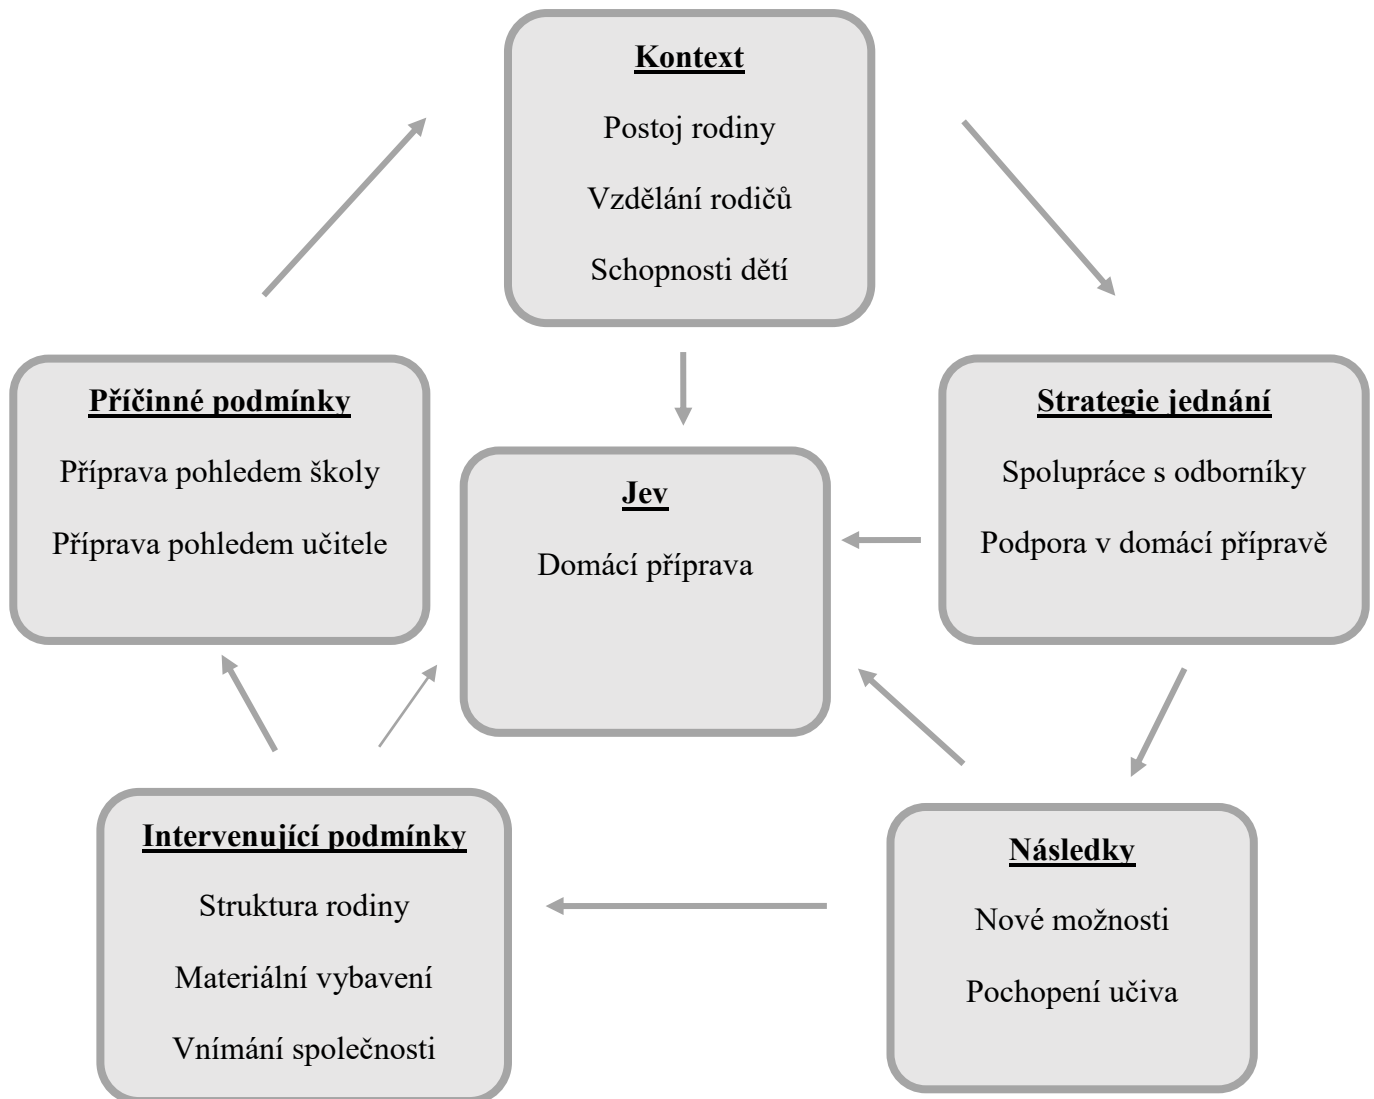 Kontext
Postoj rodiny
Vzdělání rodičů
Schopnosti dětí
Příčinné podmínky
Příprava pohledem školy
Příprava pohledem učitele
Jev
Domácí příprava
Strategie jednání
Spolupráce s odborníky
Podpora v domácí přípravě
Intervenující podmínky
Struktura rodiny
Materiální vybavení
Vnímání společnosti
Následky
Nové možnosti
Pochopení učiva